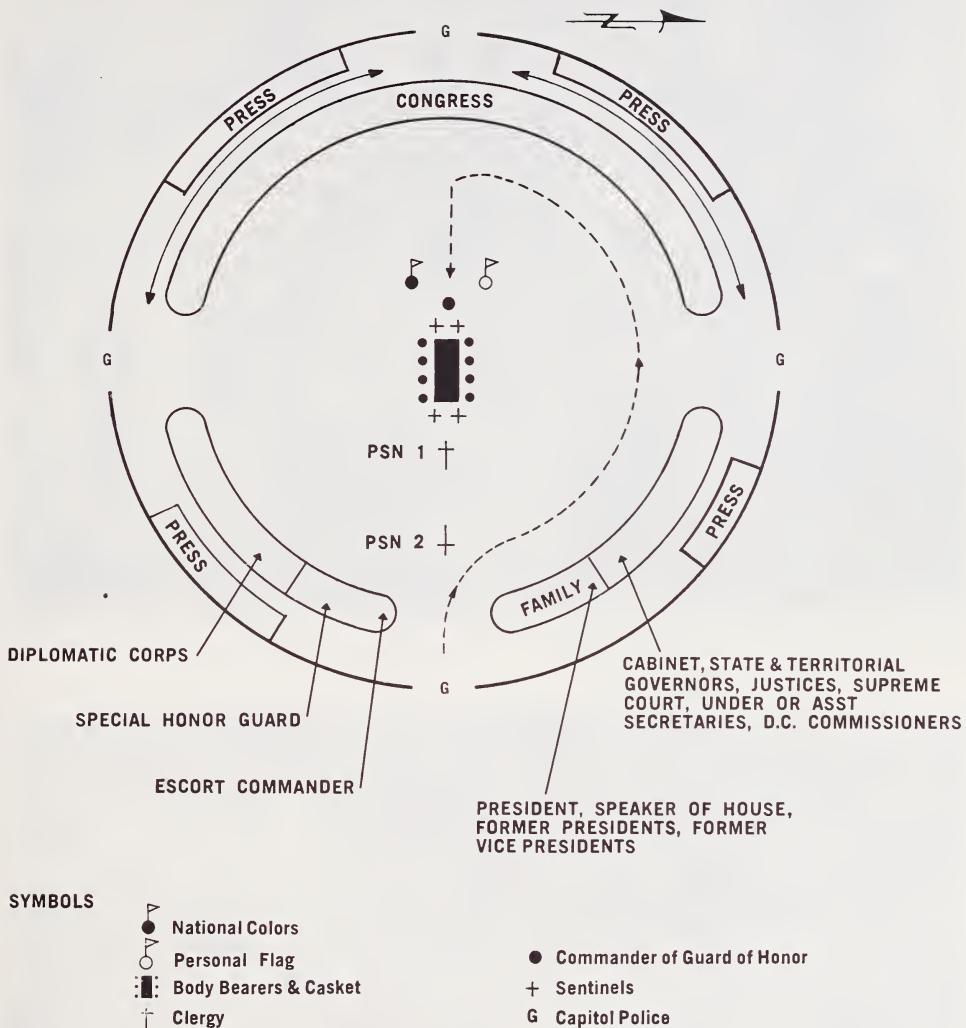 G
PRESS
CONGRESS
PRESS
G
G
PSN 1
PSN 2
PRESS
FAMILY
PRESS
G
DIPLOMATIC CORPS
SPECIAL HONOR GUARD
ESCORT COMMANDER
CABINET, STATE & TERRITORIAL
GOVERNORS, JUSTICES, SUPREME
COURT, UNDER OR ASST
SECRETARIES, D.C. COMMISSIONERS
PRESIDENT, SPEAKER OF HOUSE,
FORMER PRESIDENTS, FORMER
VICE PRESIDENTS
SYMBOLS
National Colors
Personal Flag
Body Bearers & Casket
Clergy
Commander of Guard of Honor
Sentinels
G Capitol Police